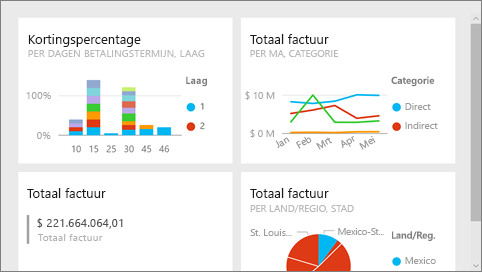 Kortingspercentage
PER DAGEN BETALINGSTERMIJN, LAAG
Laag
100%
0%
1
2
10 15 25 30 45 46
Totaal factuur
PER MA, CATEGORIE
Categorie
$ 10 M
$ 0 M
Direct
Indirect
Jan Feb Mrt Apr Mei
Totaal factuur
$ 221.664.064,01
Totaal factuur
Totaal factuur
PER LAND/REGIO, STAD
St. Louis...
Mexico-St...
Land/Reg.
Mexico